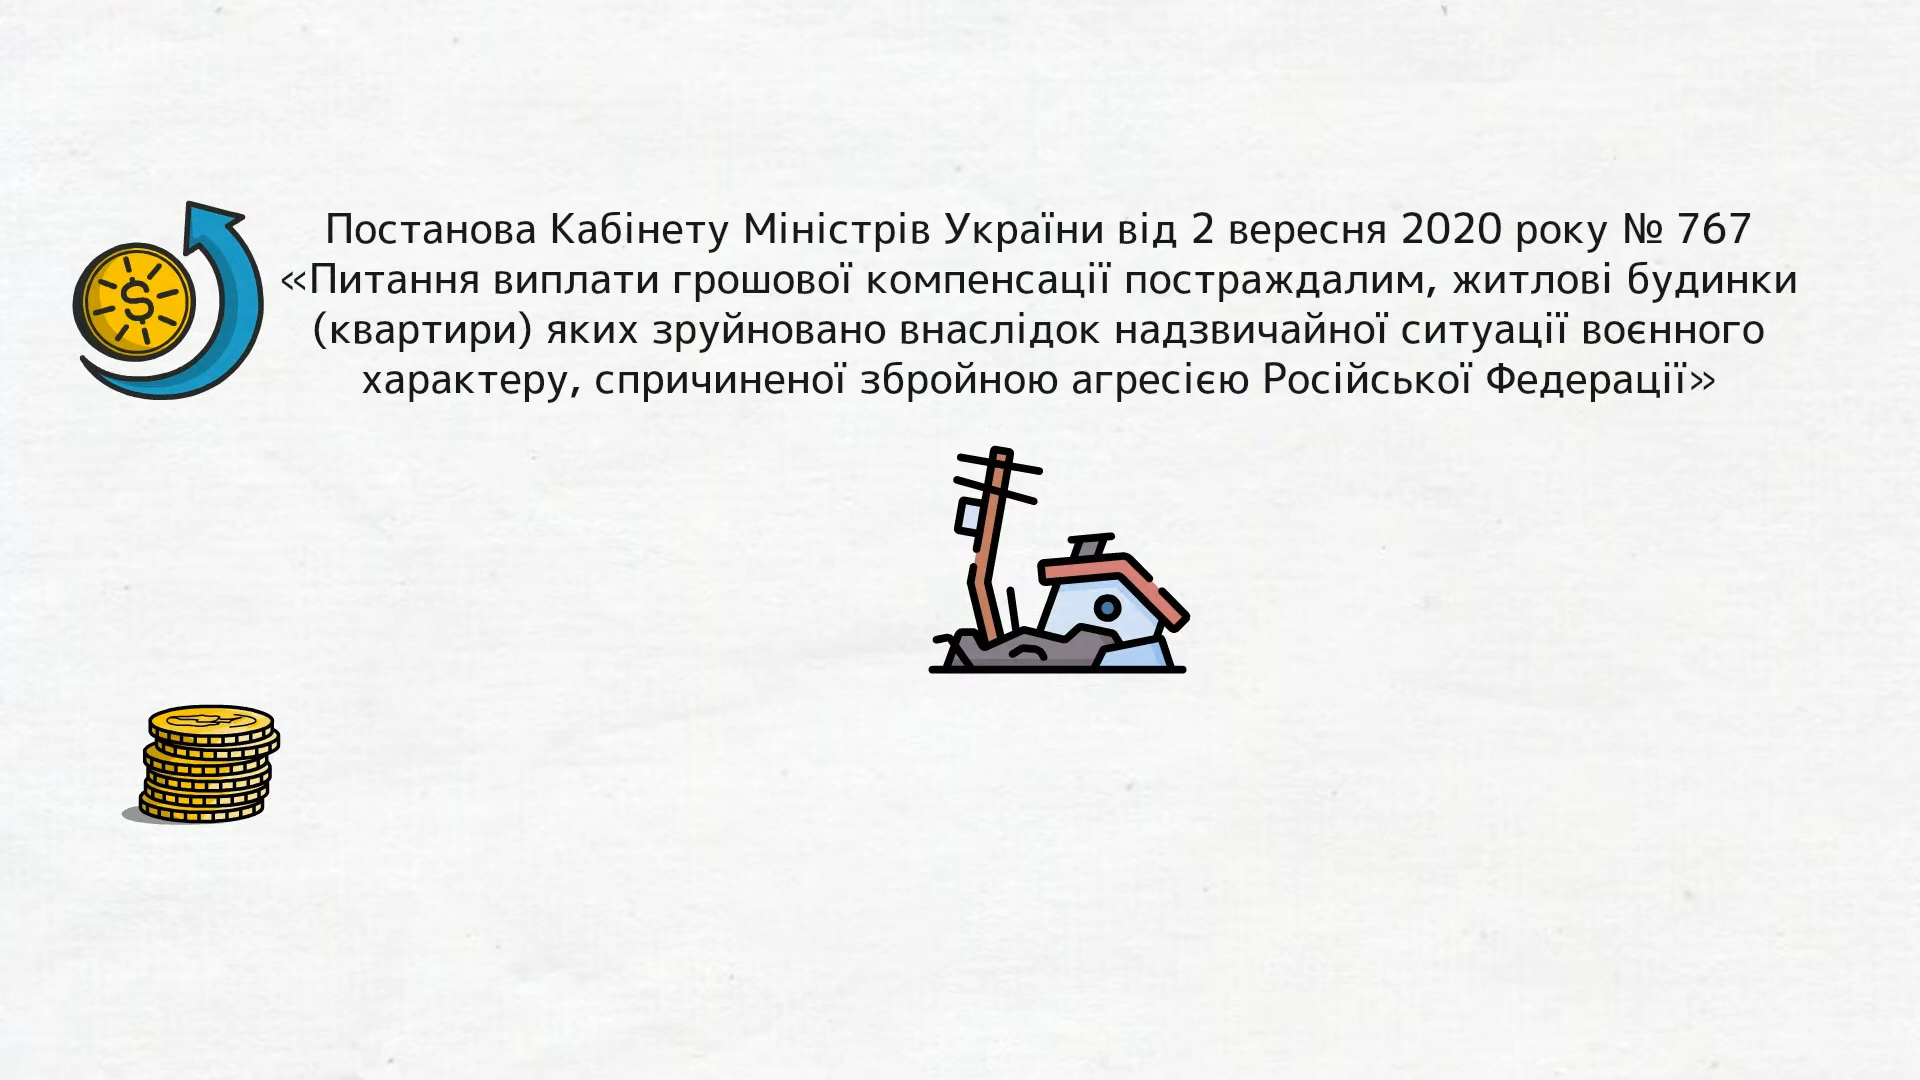 Постанова Кабінету Міністрів України від 2 вересня 2020 року № 767
«Питання виплати грошової компенсації постраждалим, житлові будинки
(квартири) яких зруйновано внаслідок надзвичайної ситуації воєнного
характеру, спричиненої збройною агресією Російської Федерації»